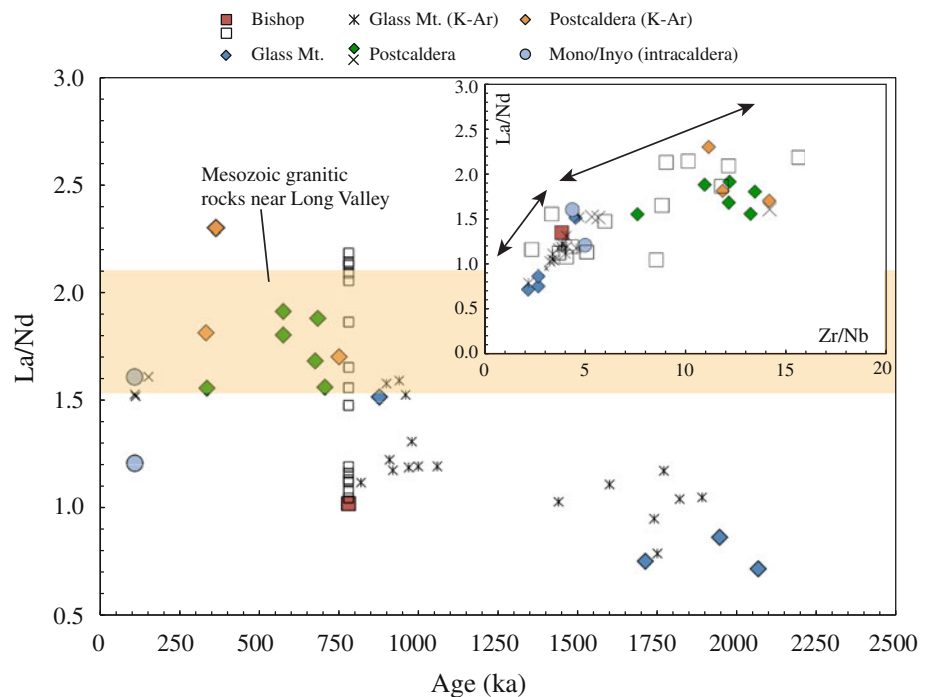 Bishop
Glass Mt. (K-Ar)
Postcaldera (K-Ar)
Glass Mt.
Postcaldera
Mono/Inyo (intracaldera)
3.0
2.5
2.0
1.5
1.0
0.5
La/Nd
Mesozoic granitic
rocks near Long Valley
3.0
2.5
2.0
1.5
1.0
0.5
0.0
La/Nd
Zr/Nb
0 5 10 15 20
0 250 500 750 1000 1250 1500 1750 2000 2250 2500
Age (ka)